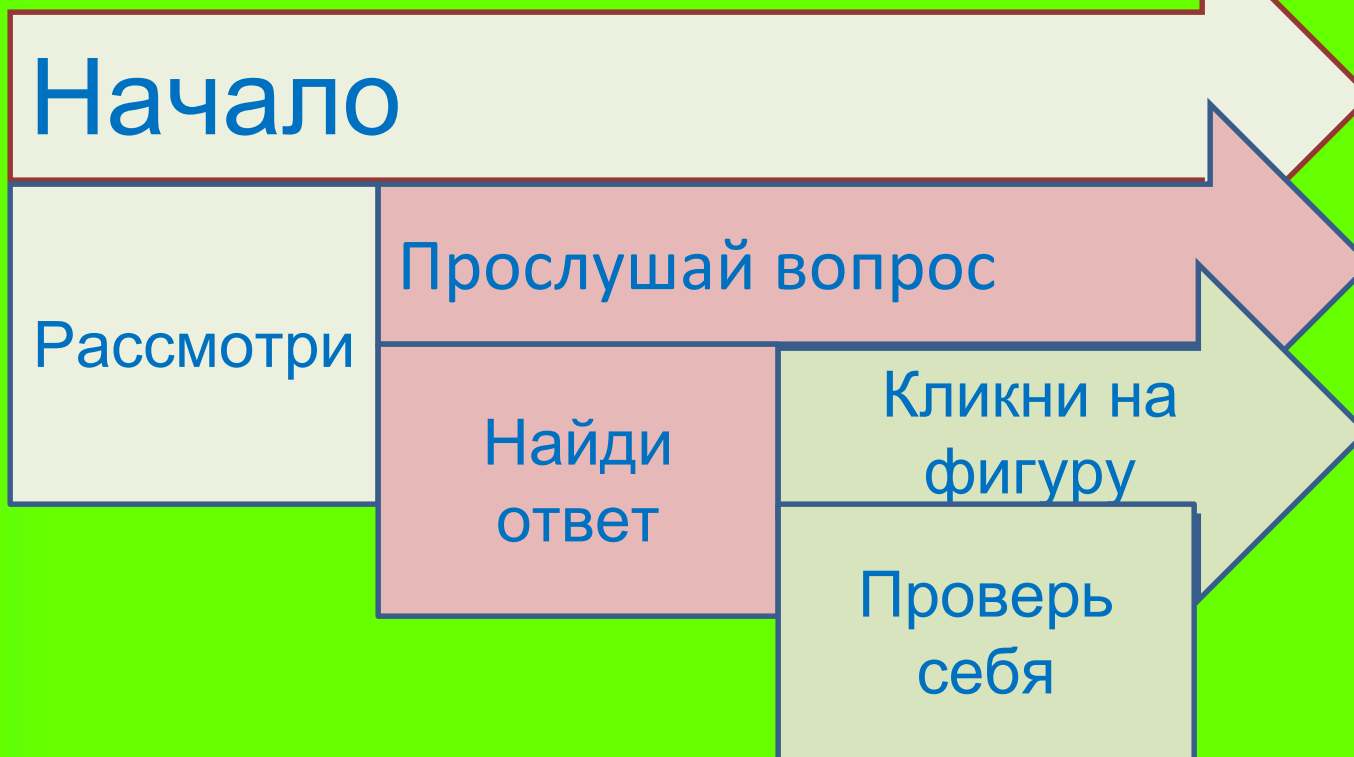 Начало
Рассмотри
Прослушай вопрос
Найди
ответ
Кликни на
фигуру
Проверь
себя